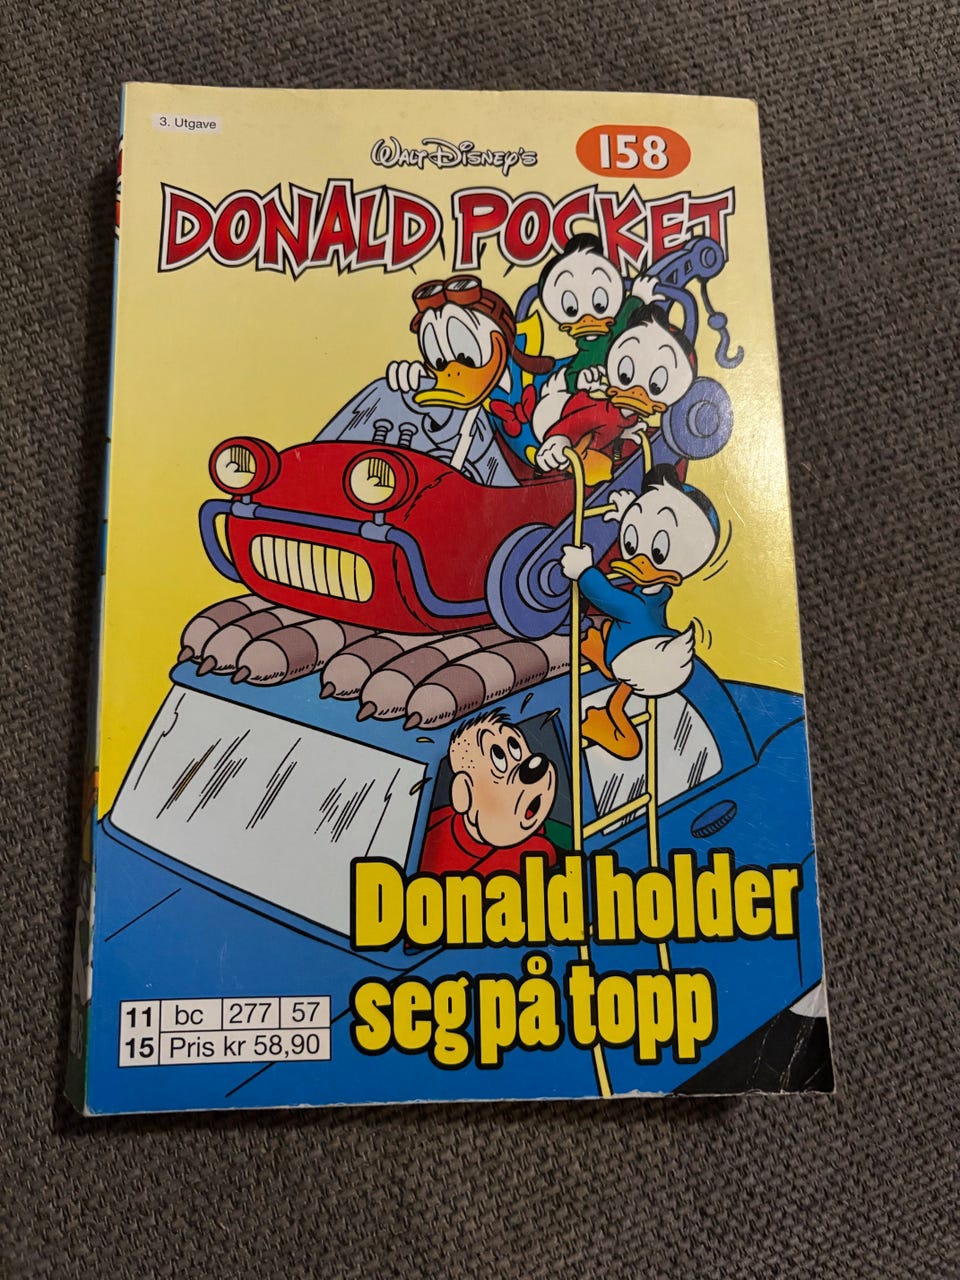 3. Utgave
WALT DISNEY'S
158
DONALD POCKET
Donald holder
seg på topp
11 bc 277 57
15 Pris kr 58,90